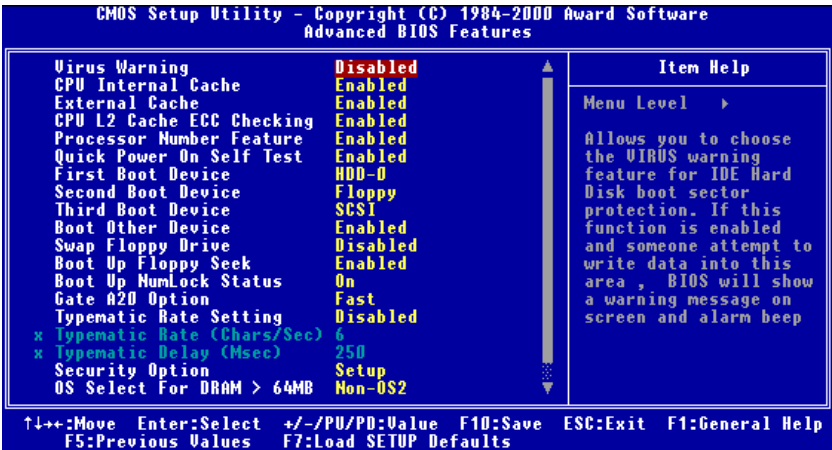 CMOS Setup Utility - Copyright (C) 1984-2000 Award Software
Advanced BIOS Features
Virus Warning Disabled
CPU Internal Cache Enabled
External Cache Enabled
CPU L2 Cache ECC Checking Enabled
Processor Number Feature Enabled
Quick Power On Self Test Enabled
First Boot Device HDD-0
Second Boot Device Floppy
Third Boot Device SCSI
Boot Other Device Enabled
Swap Floppy Drive Disabled
Boot Up Floppy Seek Enabled
Boot Up NumLock Status On
Gate A20 Option Fast
Typematic Rate Setting Disabled
x Typematic Rate (Chars/Sec) 6
x Typematic Delay (Msec) 250
Security Option Setup
OS Select For DRAM > 64MB Non-OS2
Item Help
Menu Level ▸
Allows you to choose
the VIRUS warning
feature for IDE Hard
Disk boot sector
protection. If this
function is enabled
and someone attempt to
write data into this
area , BIOS will show
a warning message on
screen and alarm beep
↑↓→←:Move Enter:Select +/-/PU/PD:Value F10:Save ESC:Exit F1:General Help
F5:Previous Values F7:Load SETUP Defaults